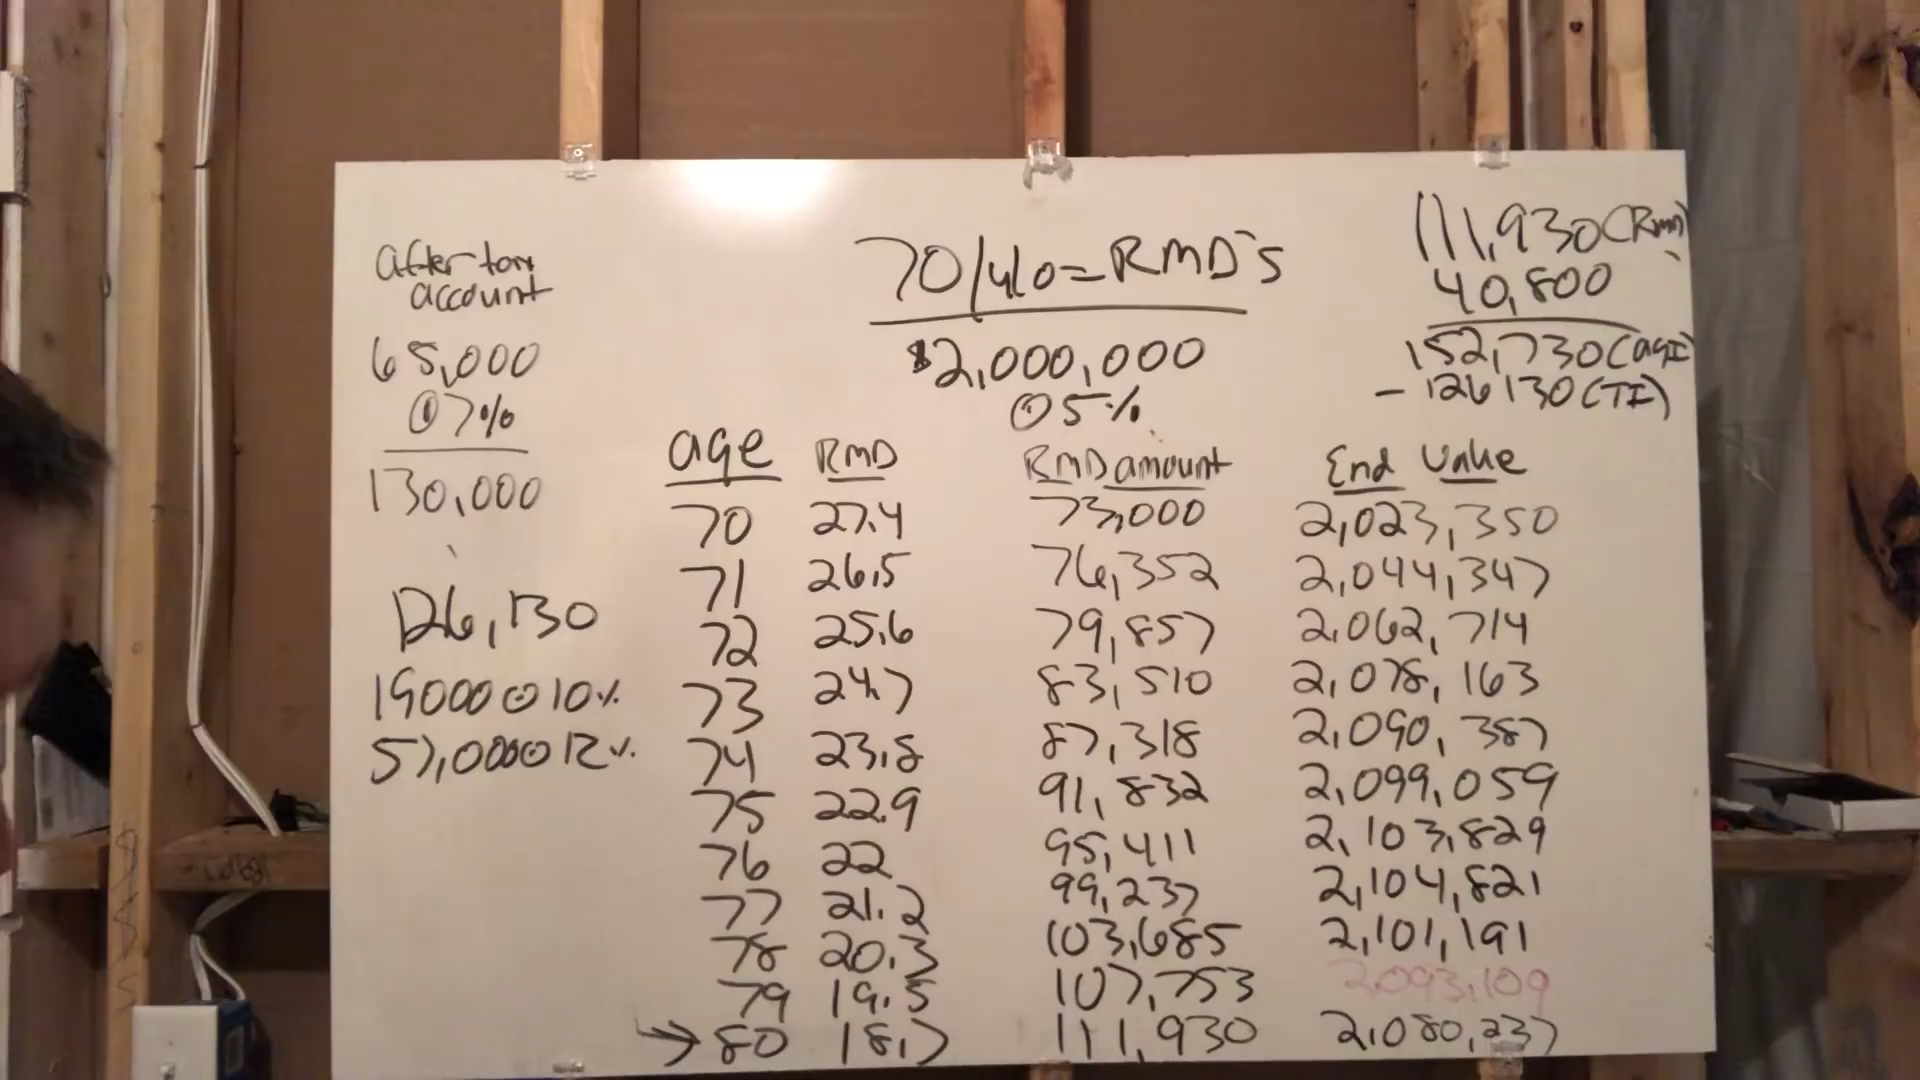 after tax
account
65,000
@7%
130,000
126,130
19000@10%
57,000@12%
70 1/2 yo = RMD's
$2,000,000
@5%
111,930 (RMD)
40,800
152,730 (AGI)
- 126130 (TI)
age RMD RMD amount End Value
70 27.4 73,000 2,023,350
71 26.5 76,352 2,044,347
72 25.6 79,857 2,062,714
73 24.7 83,510 2,078,163
74 23.8 87,318 2,090,387
75 22.9 91,832 2,099,059
76 22 95,411 2,103,829
77 21.2 99,237 2,104,821
78 20.3 103,685 2,101,191
79 19.5 107,753 2,093,109
→ 80 18.7 111,930 2,080,237